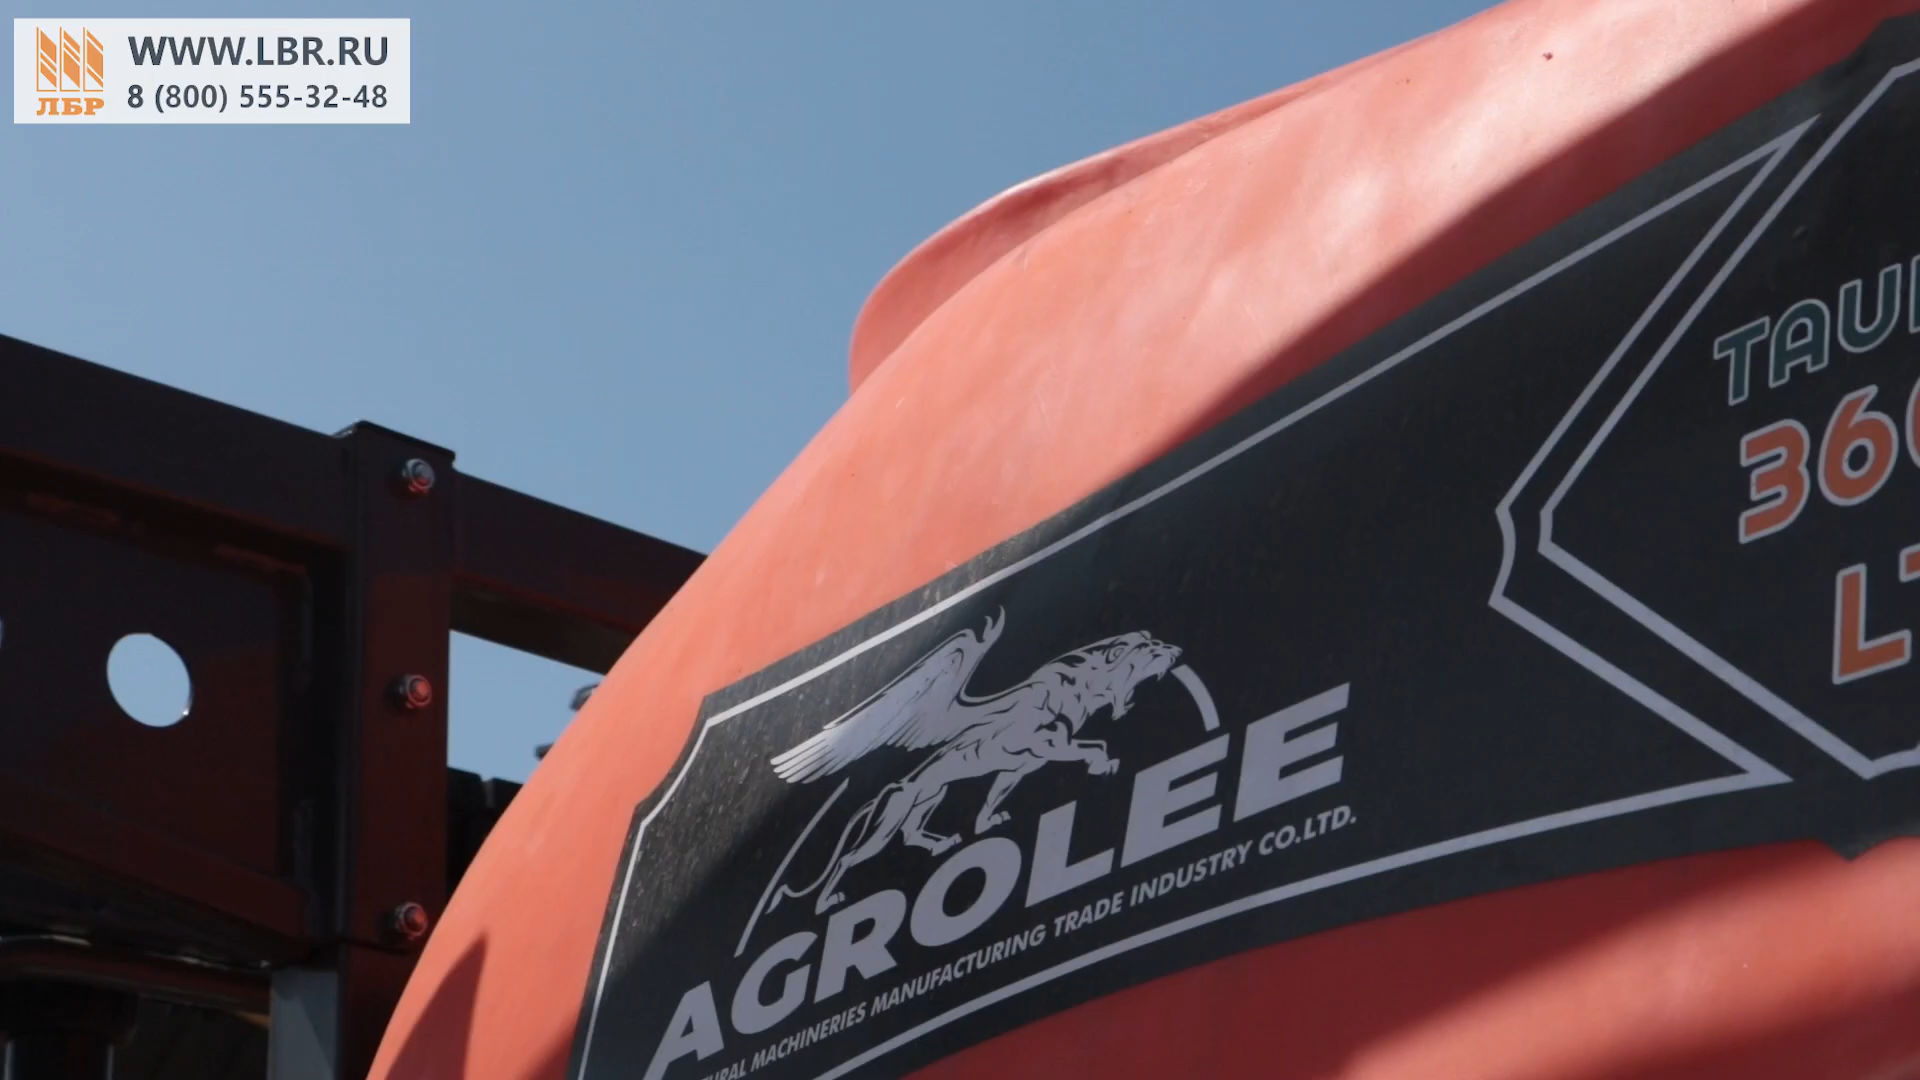 WWW.LBR.RU
ЛБР 8 (800) 555-32-48
AGROLEE
MACHINERIES MANUFACTURING TRADE INDUSTRY CO.LTD.